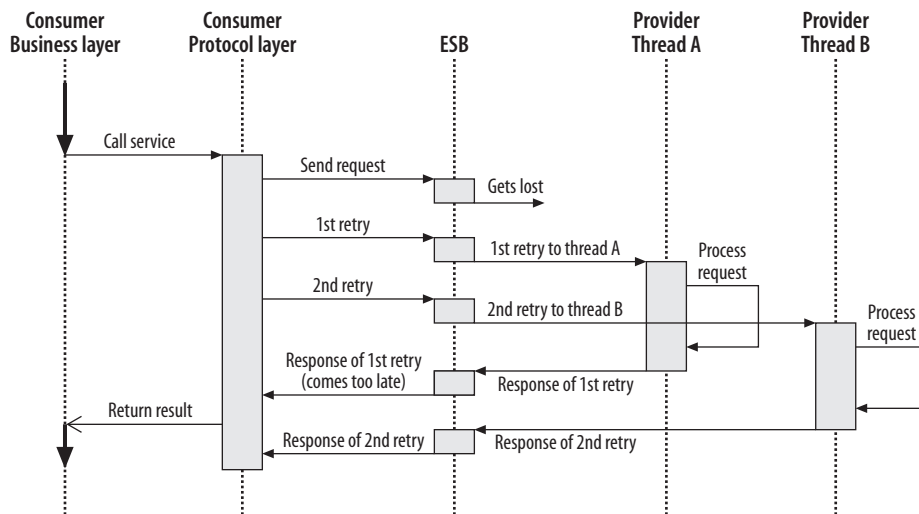 Consumer
Business layer
Consumer
Protocol layer
ESB
Provider
Thread A
Provider
Thread B
Call service
Send request
Gets lost
1st retry
1st retry to thread A
Process
request
2nd retry
2nd retry to thread B
Process
request
Response of 1st retry
(comes too late)
Response of 1st retry
Return result
Response of 2nd retry
Response of 2nd retry